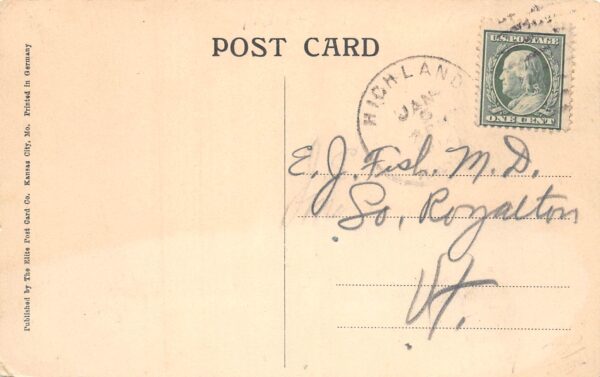 POST CARD
HIGHLAND
JAN
U.S. POSTAGE
ONE CENT
E. J. Fish, M. D.
So, Royalton
Vt.
Published by The Elite Post Card Co. Kansas City, Mo. Printed in Germany